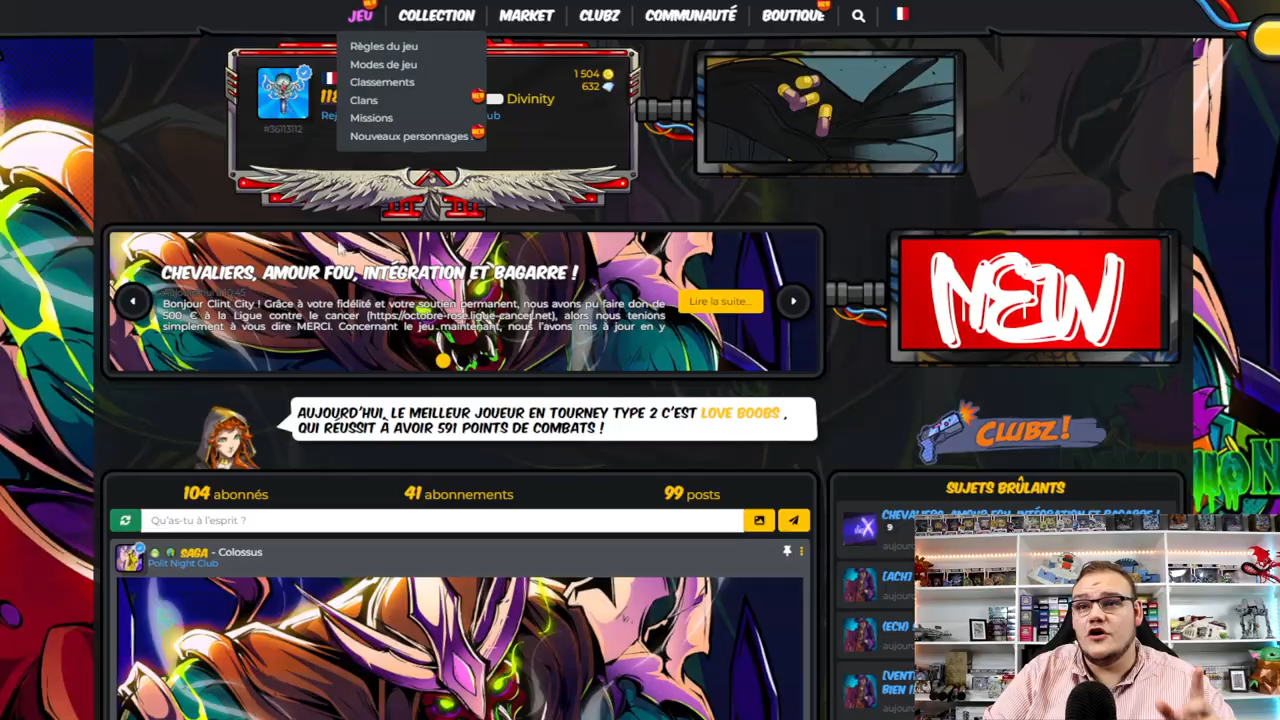 JEU
COLLECTION
MARKET
CLUBZ
COMMUNAUTÉ
BOUTIQUE
Règles du jeu
Modes de jeu
Classements
Clans
NEW
Missions
Nouveaux personnages
Divinity
1 504
632
#36113112
CHEVALIERS, AMOUR FOU, INTÉGRATION ET BAGARRE !
Bonjour Clint City ! Grâce à votre fidélité et votre soutien permanent, nous avons pu faire don de
500 € à la Ligue contre le cancer (https://octobre-rose.ligue-cancer.net), alors nous tenions
simplement à vous dire MERCI. Concernant le jeu maintenant, nous l'avons mis à jour en y
Lire la suite...
NEIN
AUJOURD'HUI, LE MEILLEUR JOUEUR EN TOURNEY TYPE 2 C'EST LOVE BOOBS ,
QUI RÉUSSIT À AVOIR 591 POINTS DE COMBATS !
CLUBZ!
104 abonnés
41 abonnements
99 posts
Qu'as-tu à l'esprit ?
SAGA - Colossus
Polit Night Club
SUJETS BRÛLANTS
CHEVALIERS, AMOUR FOU, INTÉGRATION ET BAGARRE !
9
[ACH]
[ECH]
[VENT
BIEN